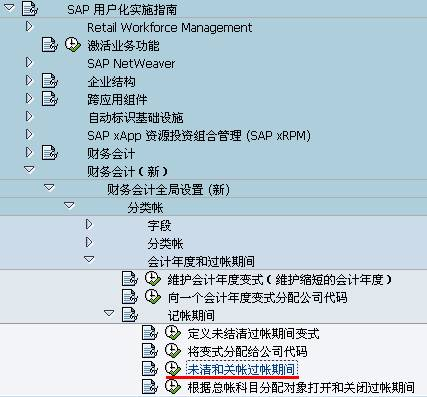 SAP 用户化实施指南
Retail Workforce Management
激活业务功能
SAP NetWeaver
企业结构
跨应用组件
自动标识基础设施
SAP xApp 资源投资组合管理 (SAP xRPM)
财务会计
财务会计（新）
财务会计全局设置 (新)
分类帐
字段
分类帐
会计年度和过帐期间
维护会计年度变式（维护缩短的会计年度）
向一个会计年度变式分配公司代码
记帐期间
定义未结清过帐期间变式
将变式分配给公司代码
未清和关帐过帐期间
根据总帐科目分配对象打开和关闭过帐期间